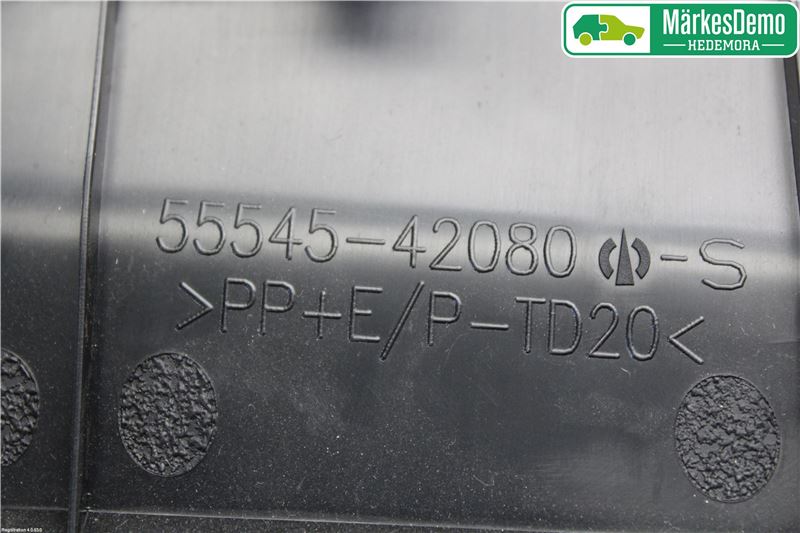 MärkesDemo
HEDEMORA
55545-42080 -S
>PP+E/P-TD20<